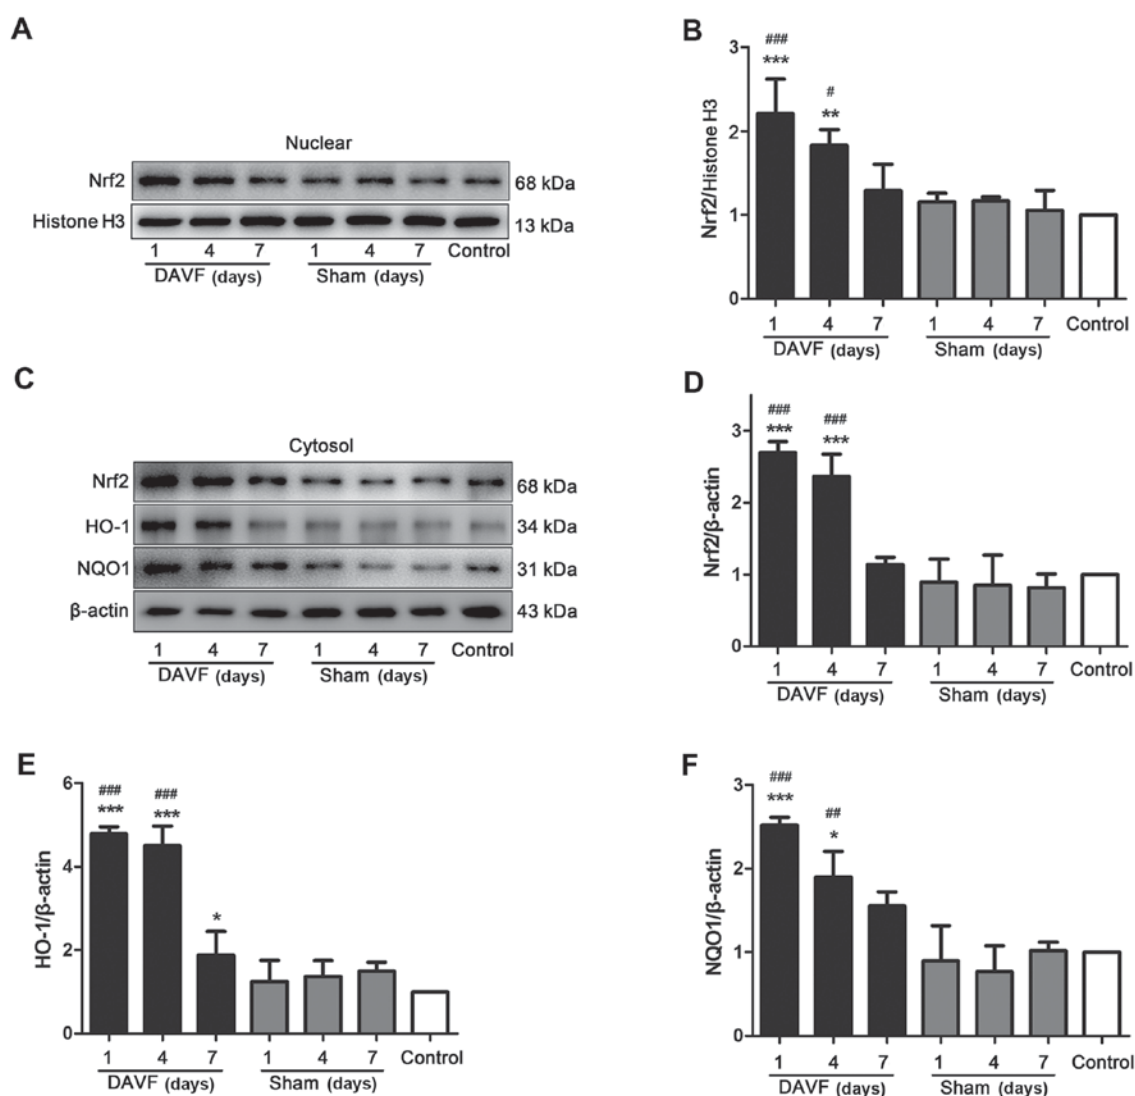 A
Nuclear
Nrf2
68 kDa
Histone H3
13 kDa
1 4 7 1 4 7 Control
DAVF (days) Sham (days)
B
Nrf2/Histone H3
3
2
1
0
###
***
#
**
1 4 7 1 4 7 Control
DAVF (days) Sham (days)
C
Cytosol
Nrf2
68 kDa
HO-1
34 kDa
NQO1
31 kDa
β-actin
43 kDa
1 4 7 1 4 7 Control
DAVF (days) Sham (days)
D
Nrf2/β-actin
3
2
1
0
###
***
###
***
1 4 7 1 4 7 Control
DAVF (days) Sham (days)
E
HO-1/β-actin
6
4
2
0
###
***
###
***
*
1 4 7 1 4 7 Control
DAVF (days) Sham (days)
F
NQO1/β-actin
3
2
1
0
###
***
##
*
1 4 7 1 4 7 Control
DAVF (days) Sham (days)